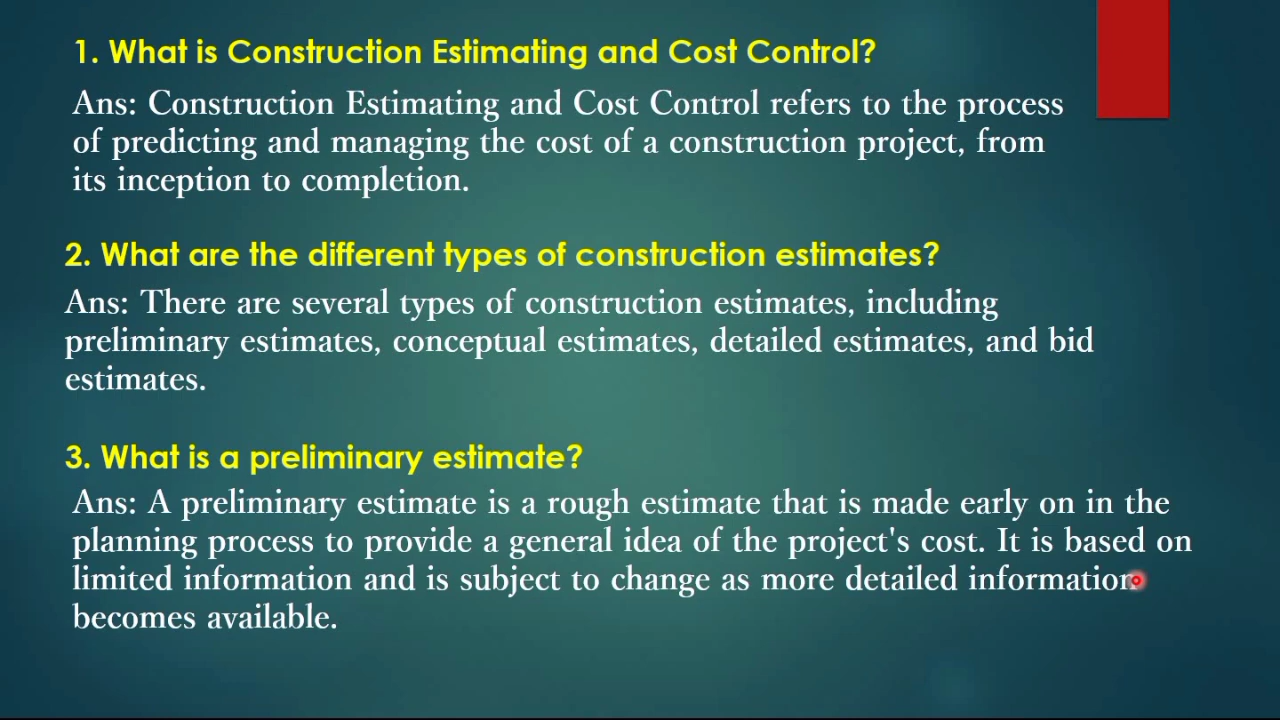 1. What is Construction Estimating and Cost Control?
Ans: Construction Estimating and Cost Control refers to the process
of predicting and managing the cost of a construction project, from
its inception to completion.
2. What are the different types of construction estimates?
Ans: There are several types of construction estimates, including
preliminary estimates, conceptual estimates, detailed estimates, and bid
estimates.
3. What is a preliminary estimate?
Ans: A preliminary estimate is a rough estimate that is made early on in the
planning process to provide a general idea of the project's cost. It is based on
limited information and is subject to change as more detailed information
becomes available.